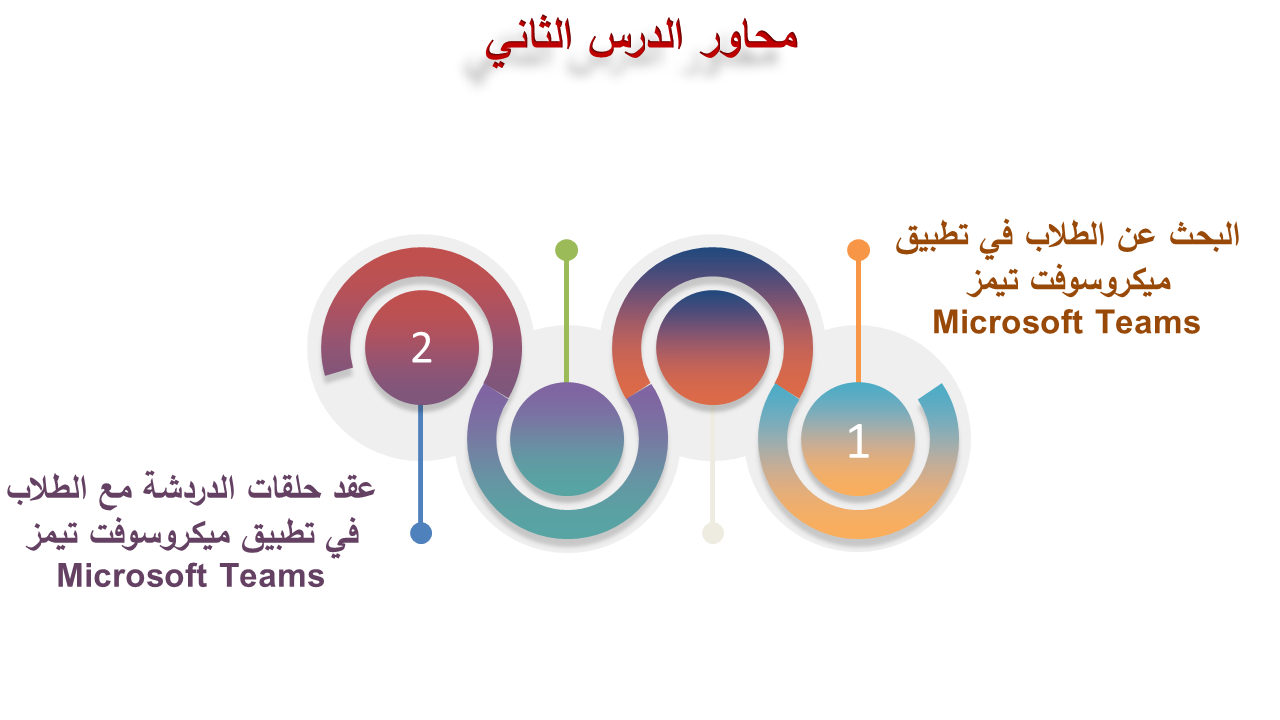 محاور الدرس الثاني
البحث عن الطلاب في تطبيق
ميكروسوفت تيمز
Microsoft Teams
1
2
عقد حلقات الدردشة مع الطلاب
في تطبيق ميكروسوفت تيمز
Microsoft Teams